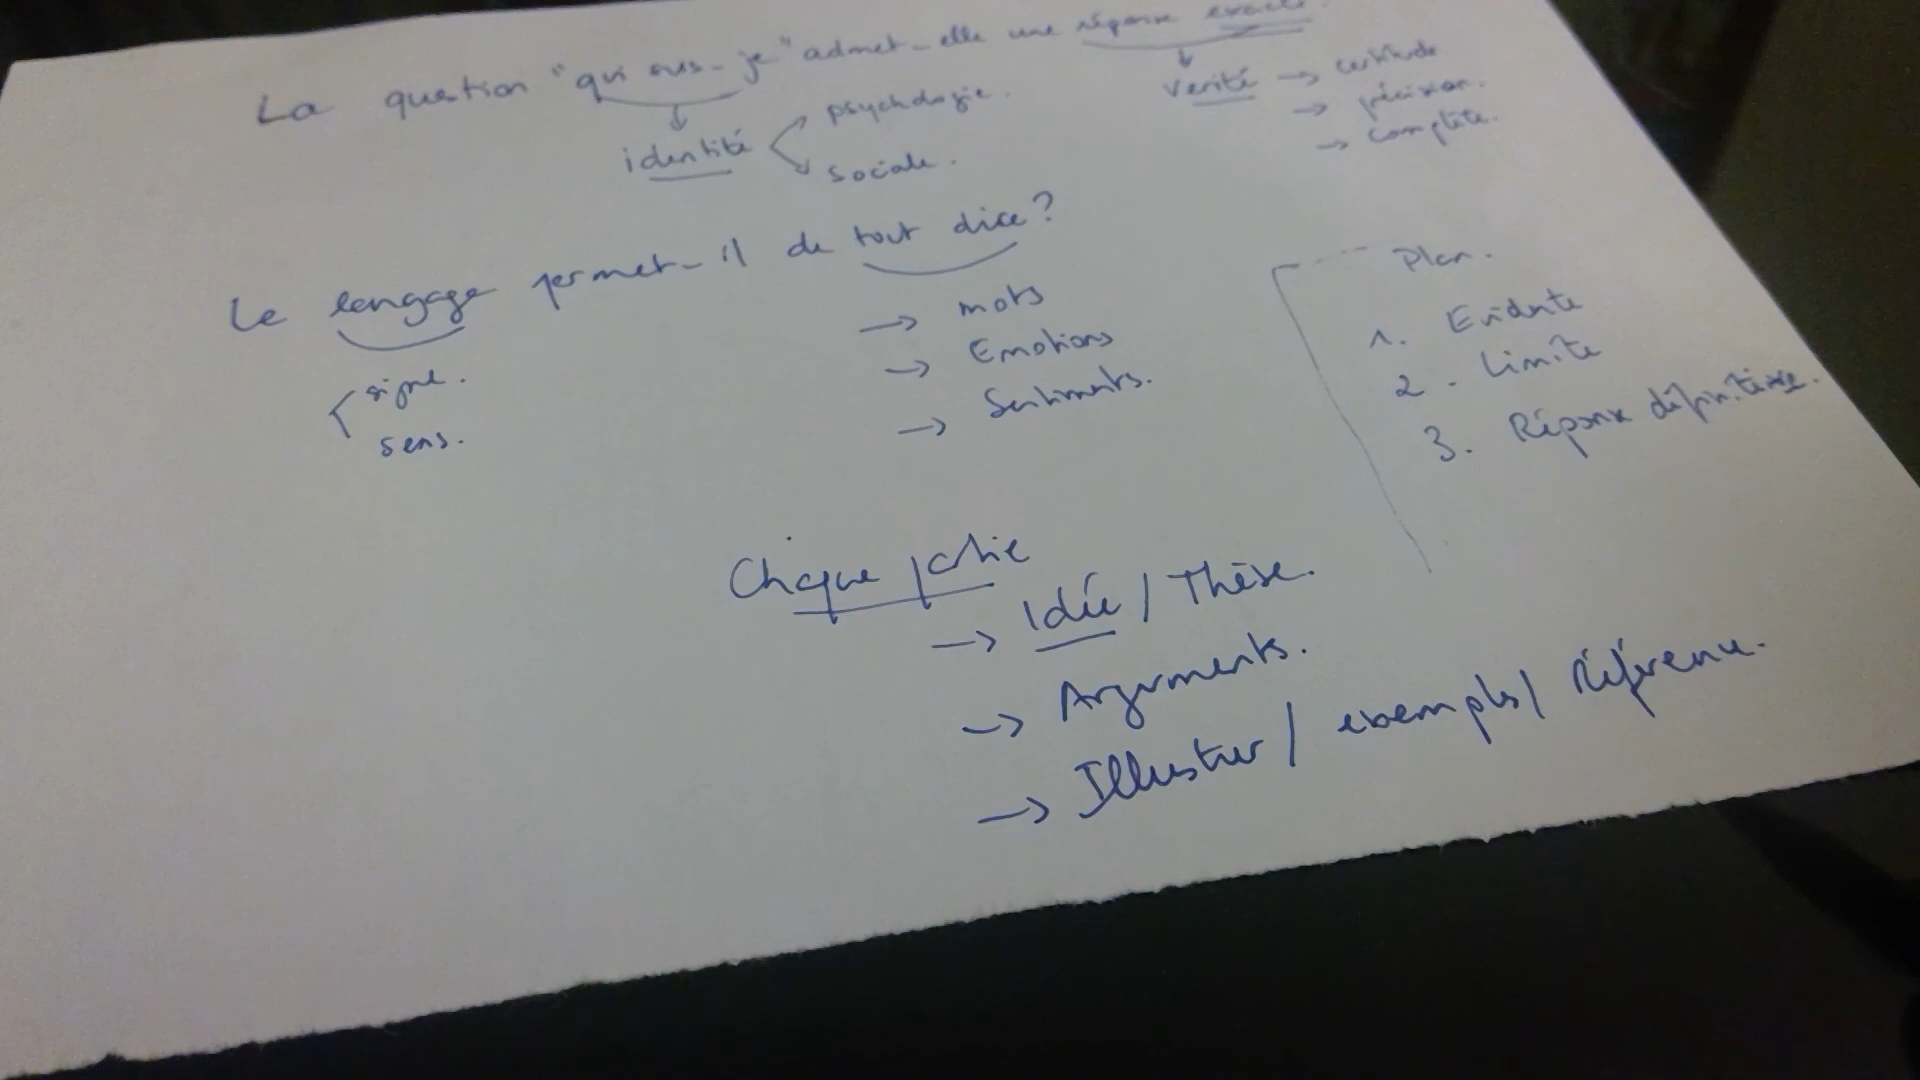 La question "qui suis-je" admet-elle une réponse exacte.
identité
psychologie.
sociale.
Vérité → certitude
→ précision.
→ complète.
Le langage permet-il de tout dire?
signe.
sens.
→ mots
→ Emotions
→ Sentiments.
Plan.
1. Evidente
2. Limite
3. Réponse définitive.
Chaque partie
→ Idée / Thèse.
→ Arguments.
→ Illustrer / exemples / Référence.